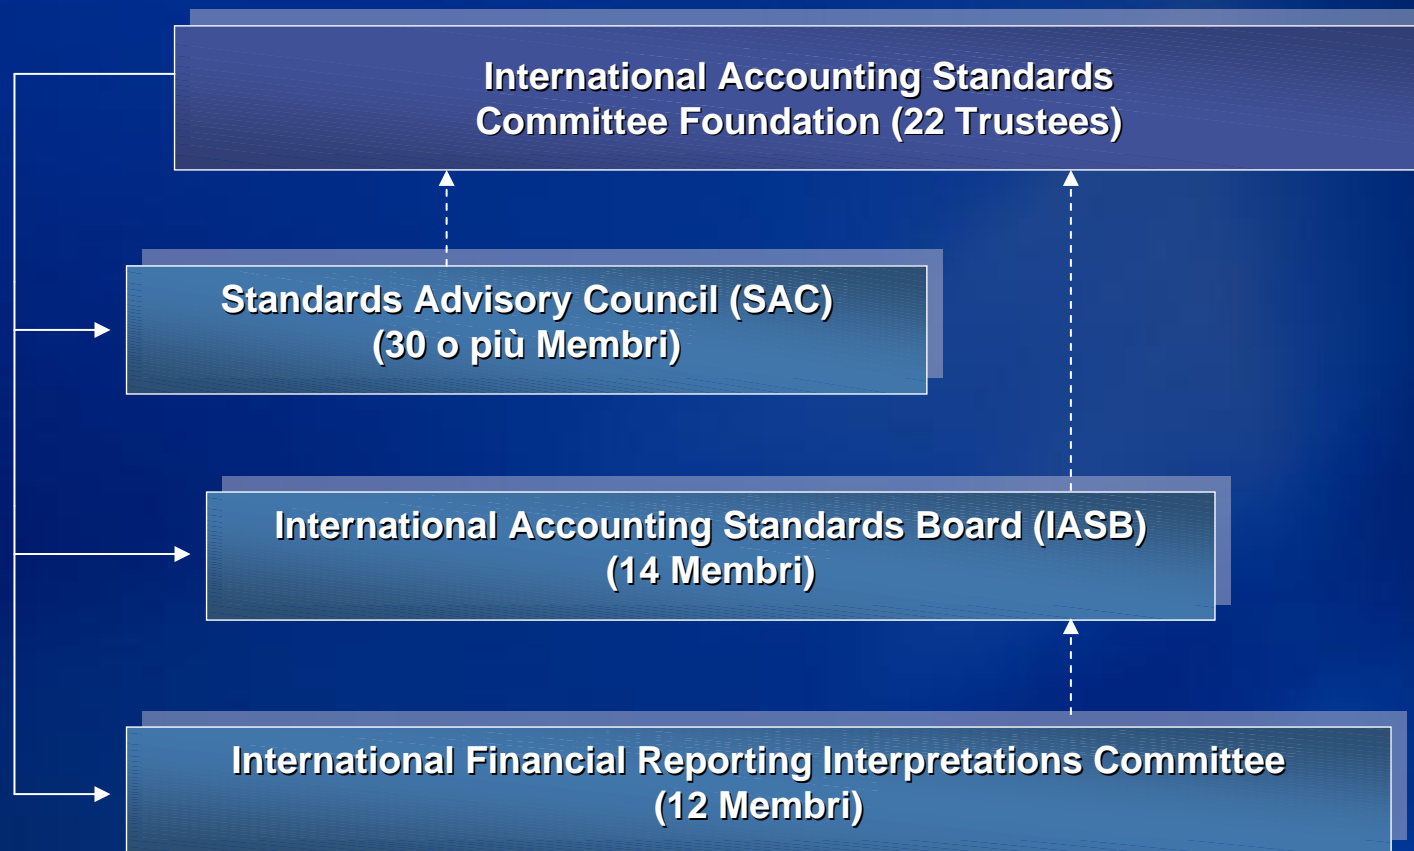 International Accounting Standards
Committee Foundation (22 Trustees)
Standards Advisory Council (SAC)
(30 o più Membri)
International Accounting Standards Board (IASB)
(14 Membri)
International Financial Reporting Interpretations Committee
(12 Membri)